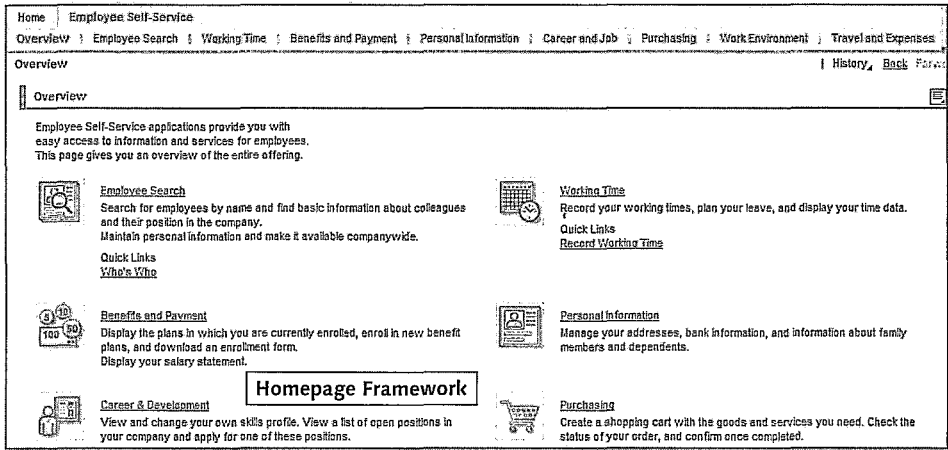 Home Employee Self-Service
Overview Employee Search Working Time Benefits and Payment Personal Information Career and Job Purchasing Work Environment Travel and Expenses
Overview
History Back
Overview
Employee Self-Service applications provide you with
easy access to information and services for employees.
This page gives you an overview of the entire offering.
Employee Search
Search for employees by name and find basic information about colleagues
and their position in the company.
Maintain personal information and make it available companywide.
Quick Links
Who's Who
Working Time
Record your working times, plan your leave, and display your time data.
Quick Links
Record Working Time
Benefits and Payment
Display the plans in which you are currently enrolled, enroll in new benefit
plans, and download an enrollment form.
Display your salary statement.
Personal Information
Manage your addresses, bank information, and information about family
members and dependents.
Homepage Framework
Career & Development
View and change your own skills profile. View a list of open positions in
your company and apply for one of these positions.
Purchasing
Create a shopping cart with the goods and services you need. Check the
status of your order, and confirm once completed.
5 10
100 50